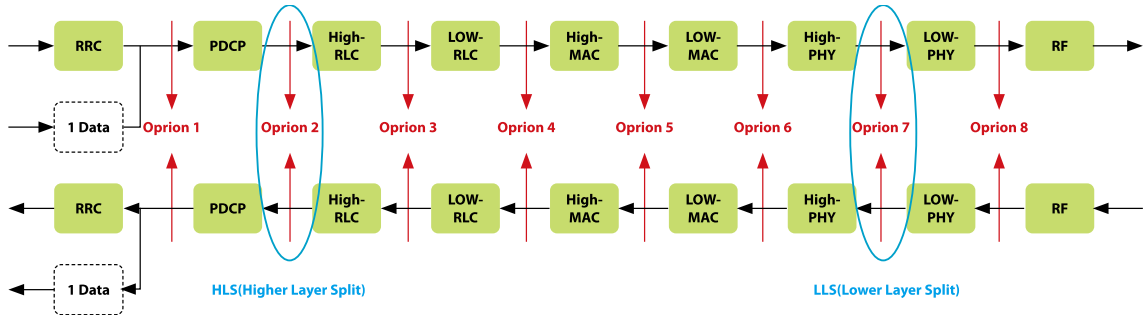 RRC
PDCP
High-
RLC
LOW-
RLC
High-
MAC
LOW-
MAC
High-
PHY
LOW-
PHY
RF
1 Data
Oprion 1
Oprion 2
Oprion 3
Oprion 4
Oprion 5
Oprion 6
Oprion 7
Oprion 8
RRC
PDCP
High-
RLC
LOW-
RLC
High-
MAC
LOW-
MAC
High-
PHY
LOW-
PHY
RF
1 Data
HLS(Higher Layer Split)
LLS(Lower Layer Split)